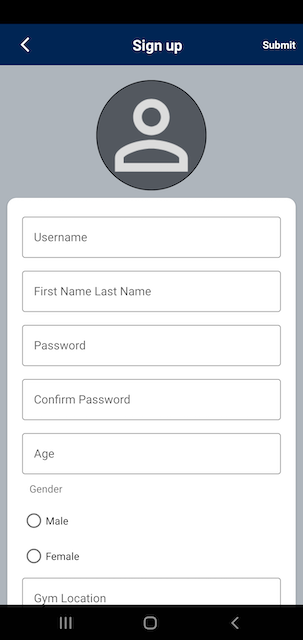 Sign up
Submit
Username
First Name Last Name
Password
Confirm Password
Age
Gender
Male
Female
Gym Location